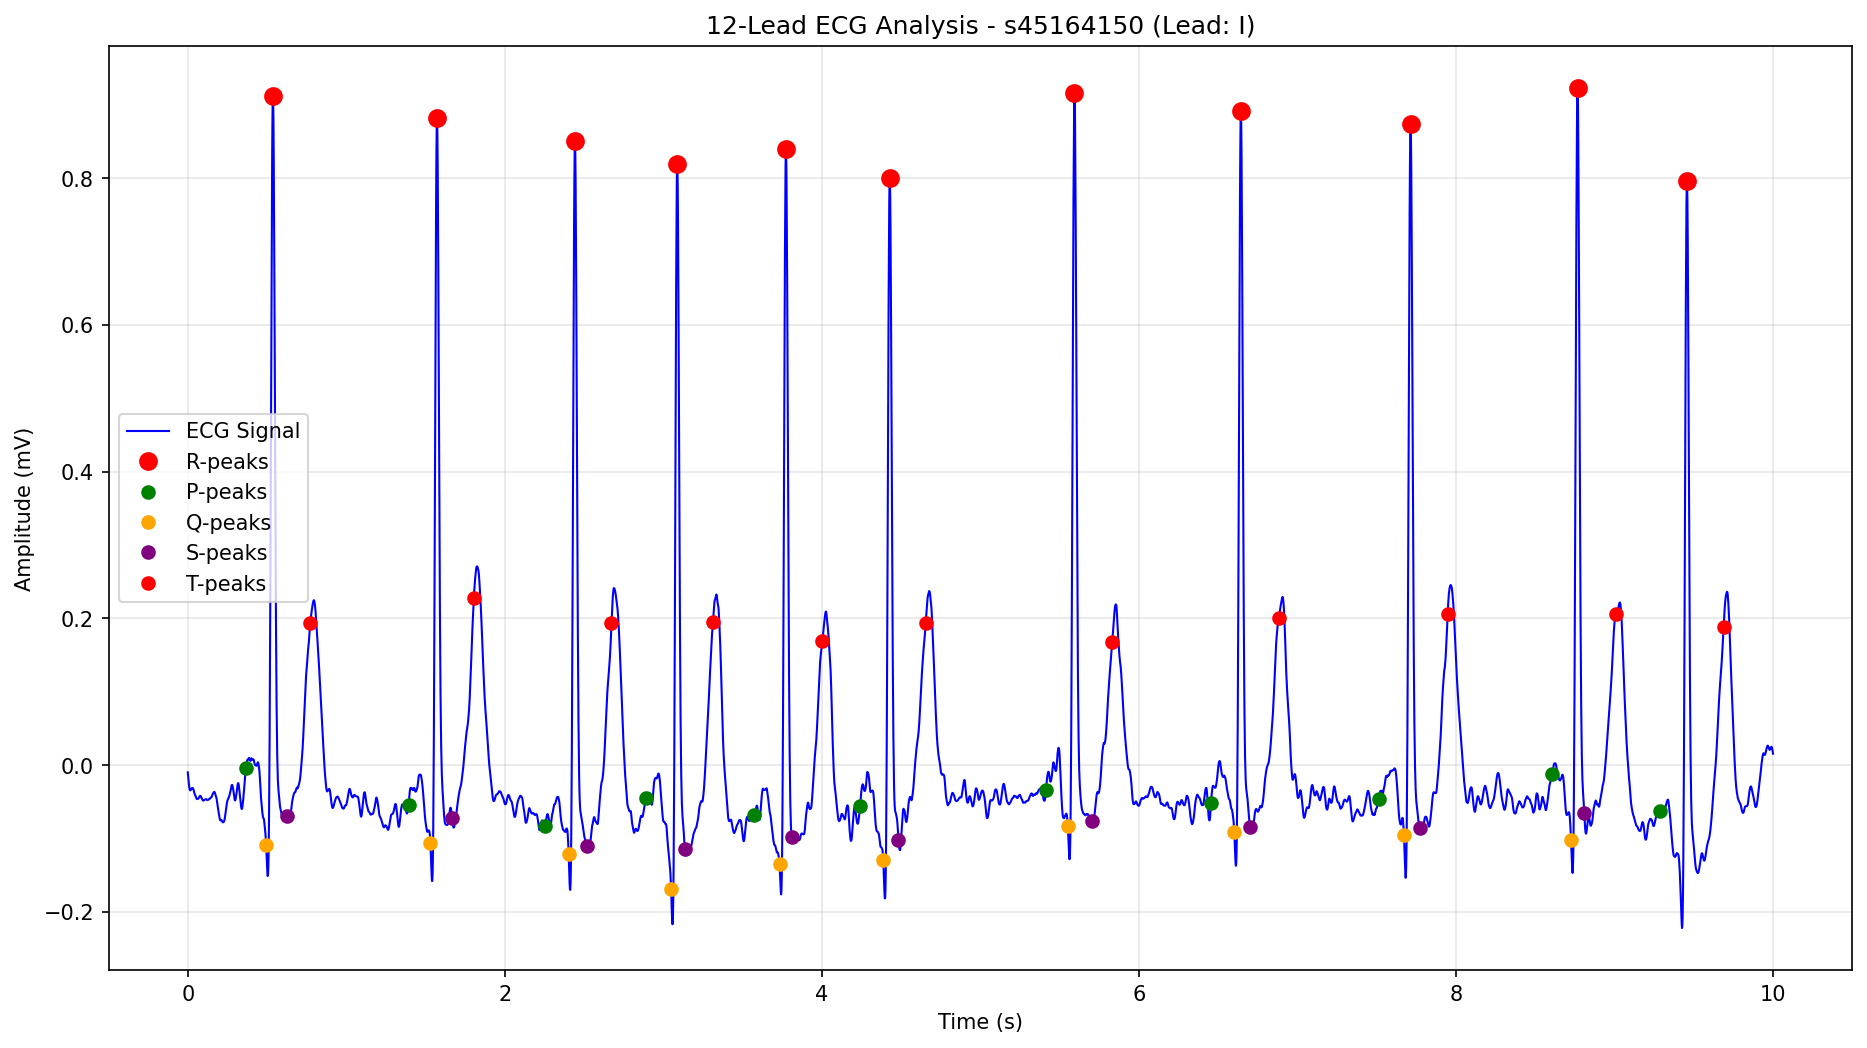 12-Lead ECG Analysis - s45164150 (Lead: I)
Amplitude (mV)
0.8
0.6
0.4
0.2
0.0
−0.2
ECG Signal
R-peaks
P-peaks
Q-peaks
S-peaks
T-peaks
0 2 4 6 8 10
Time (s)